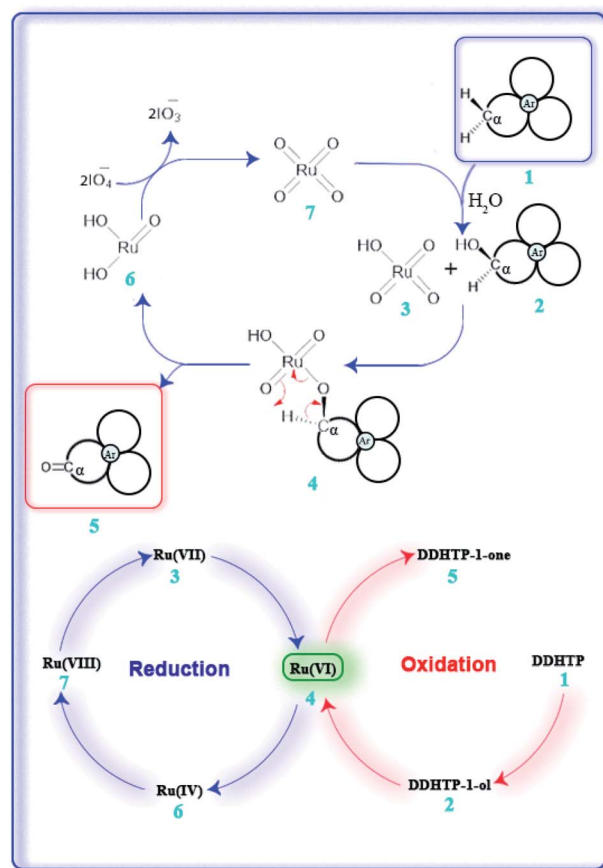 2IO₃⁻
2IO₄⁻
HO
O
Ru
HO
6
O
O
Ru
O
O
7
H
H
Cα
Ar
1
H₂O
HO
O
Ru
O
O
3
+
HO
H
Cα
Ar
2
HO
O
Ru
O
O
H
Cα
Ar
4
O=Cα
Ar
5
Ru(VII)
3
DDHTP-1-one
5
Ru(VIII)
7
Reduction
Ru(VI)
4
Oxidation
DDHTP
1
Ru(IV)
6
DDHTP-1-ol
2